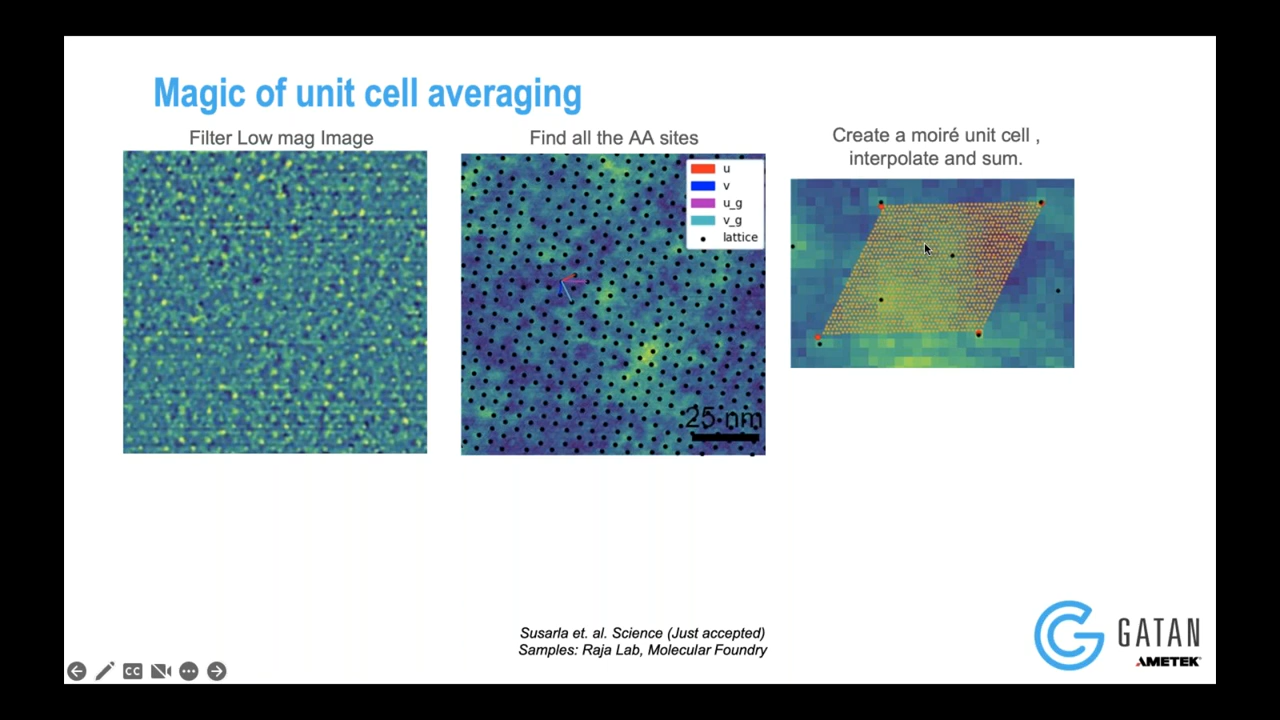 Magic of unit cell averaging
Filter Low mag Image
Find all the AA sites
Create a moiré unit cell ,
interpolate and sum.
u
v
u_g
v_g
lattice
25 nm
Susarla et. al. Science (Just accepted)
Samples: Raja Lab, Molecular Foundry
GATAN
AMETEK
CC